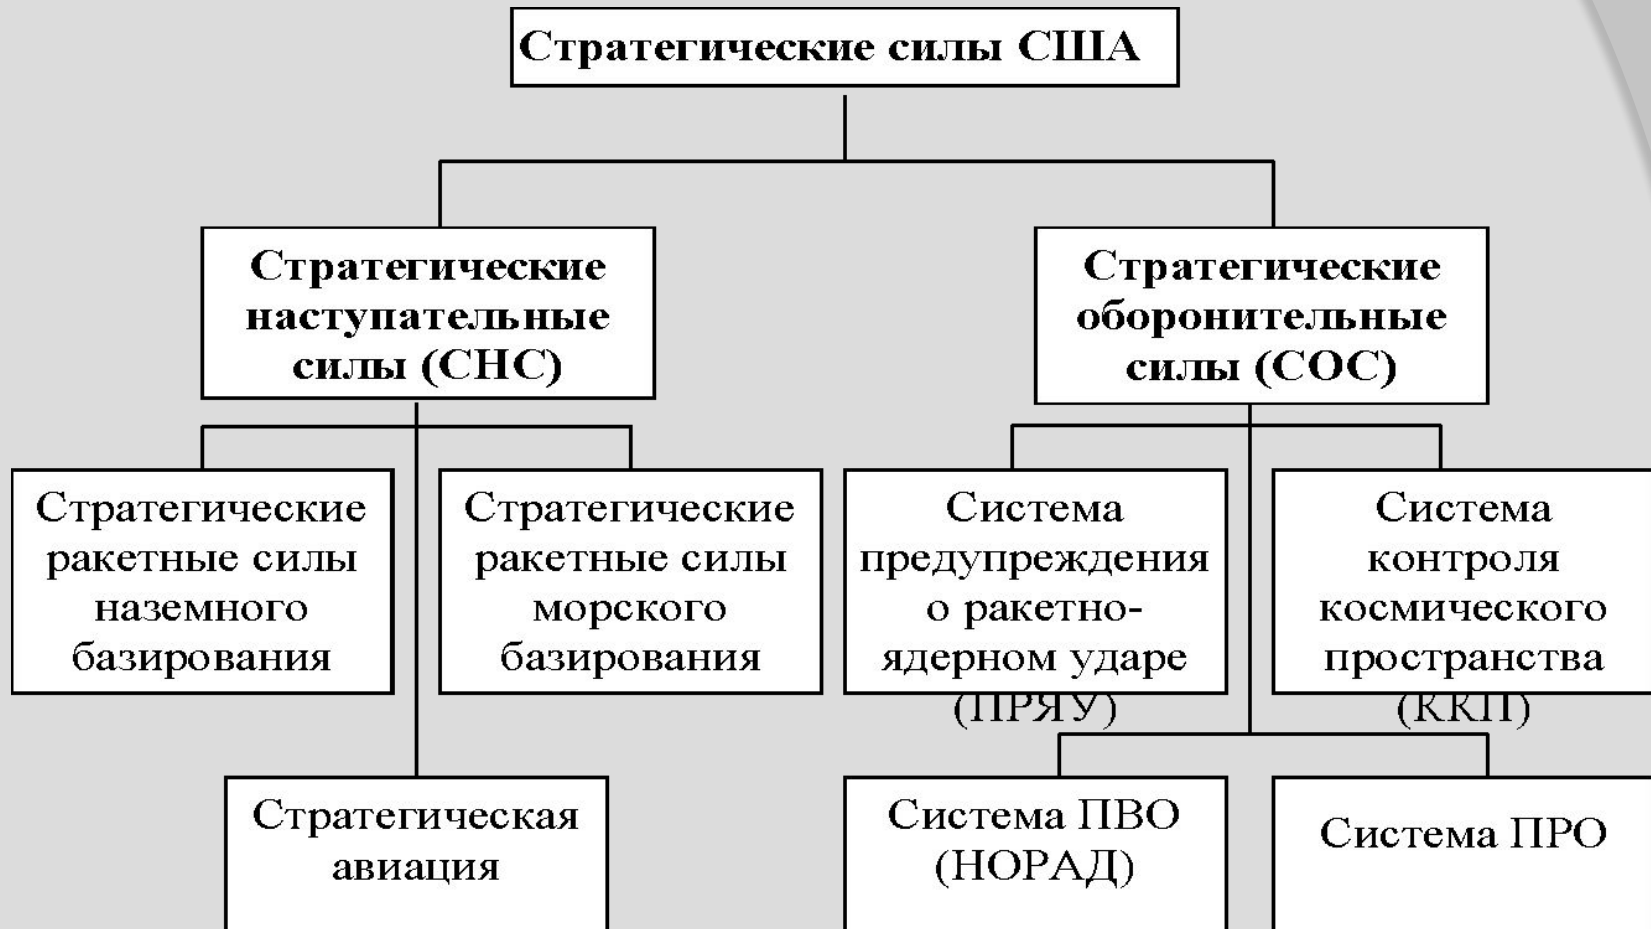 Стратегические силы США
Стратегические
наступательные
силы (СНС)
Стратегические
оборонительные
силы (СОС)
Стратегические
ракетные силы
наземного
базирования
Стратегические
ракетные силы
морского
базирования
Система
предупреждения
о ракетно-
ядерном ударе
(ПРЯУ)
Система
контроля
космического
пространства
(ККП)
Стратегическая
авиация
Система ПВО
(НОРАД)
Система ПРО